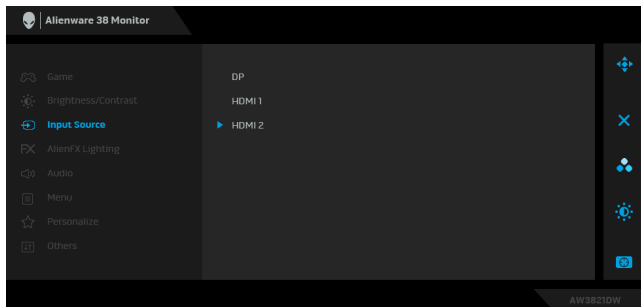 Alienware 38 Monitor
Game
Brightness/Contrast
Input Source
FX AlienFX Lighting
Audio
Menu
Personalize
Others
DP
HDMI 1
HDMI 2
AW3821DW